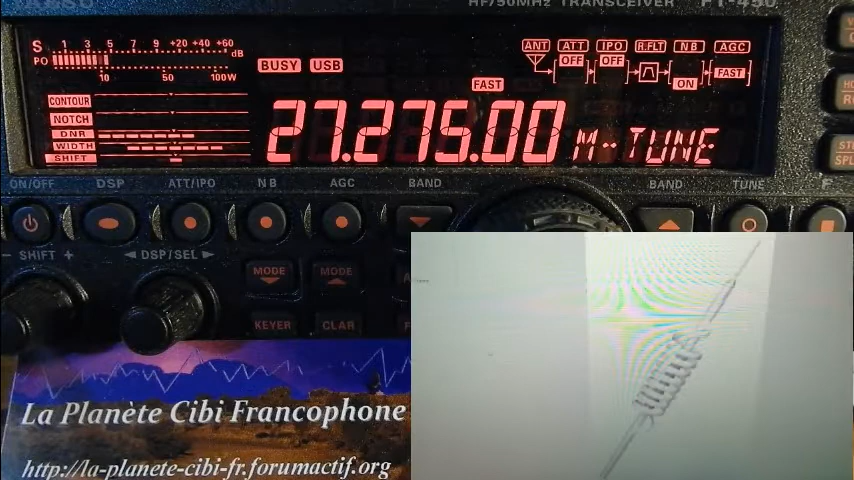 HF/50MHz TRANSCEIVER FT-450
S 1 3 5 7 9 +20 +40 +60 dB
PO 10 50 100W
BUSY USB
ANT ATT IPO R.FLT NB AGC
OFF OFF ON FAST
FAST
CONTOUR
NOTCH
DNR
WIDTH
SHIFT
27.275.00 M-TUNE
ON/OFF DSP ATT/IPO NB AGC BAND BAND TUNE F
SHIFT + DSP/SEL
MODE MODE
KEYER CLAR
La Planète Cibi Francophone
http://la-planete-cibi-fr.forumactif.org